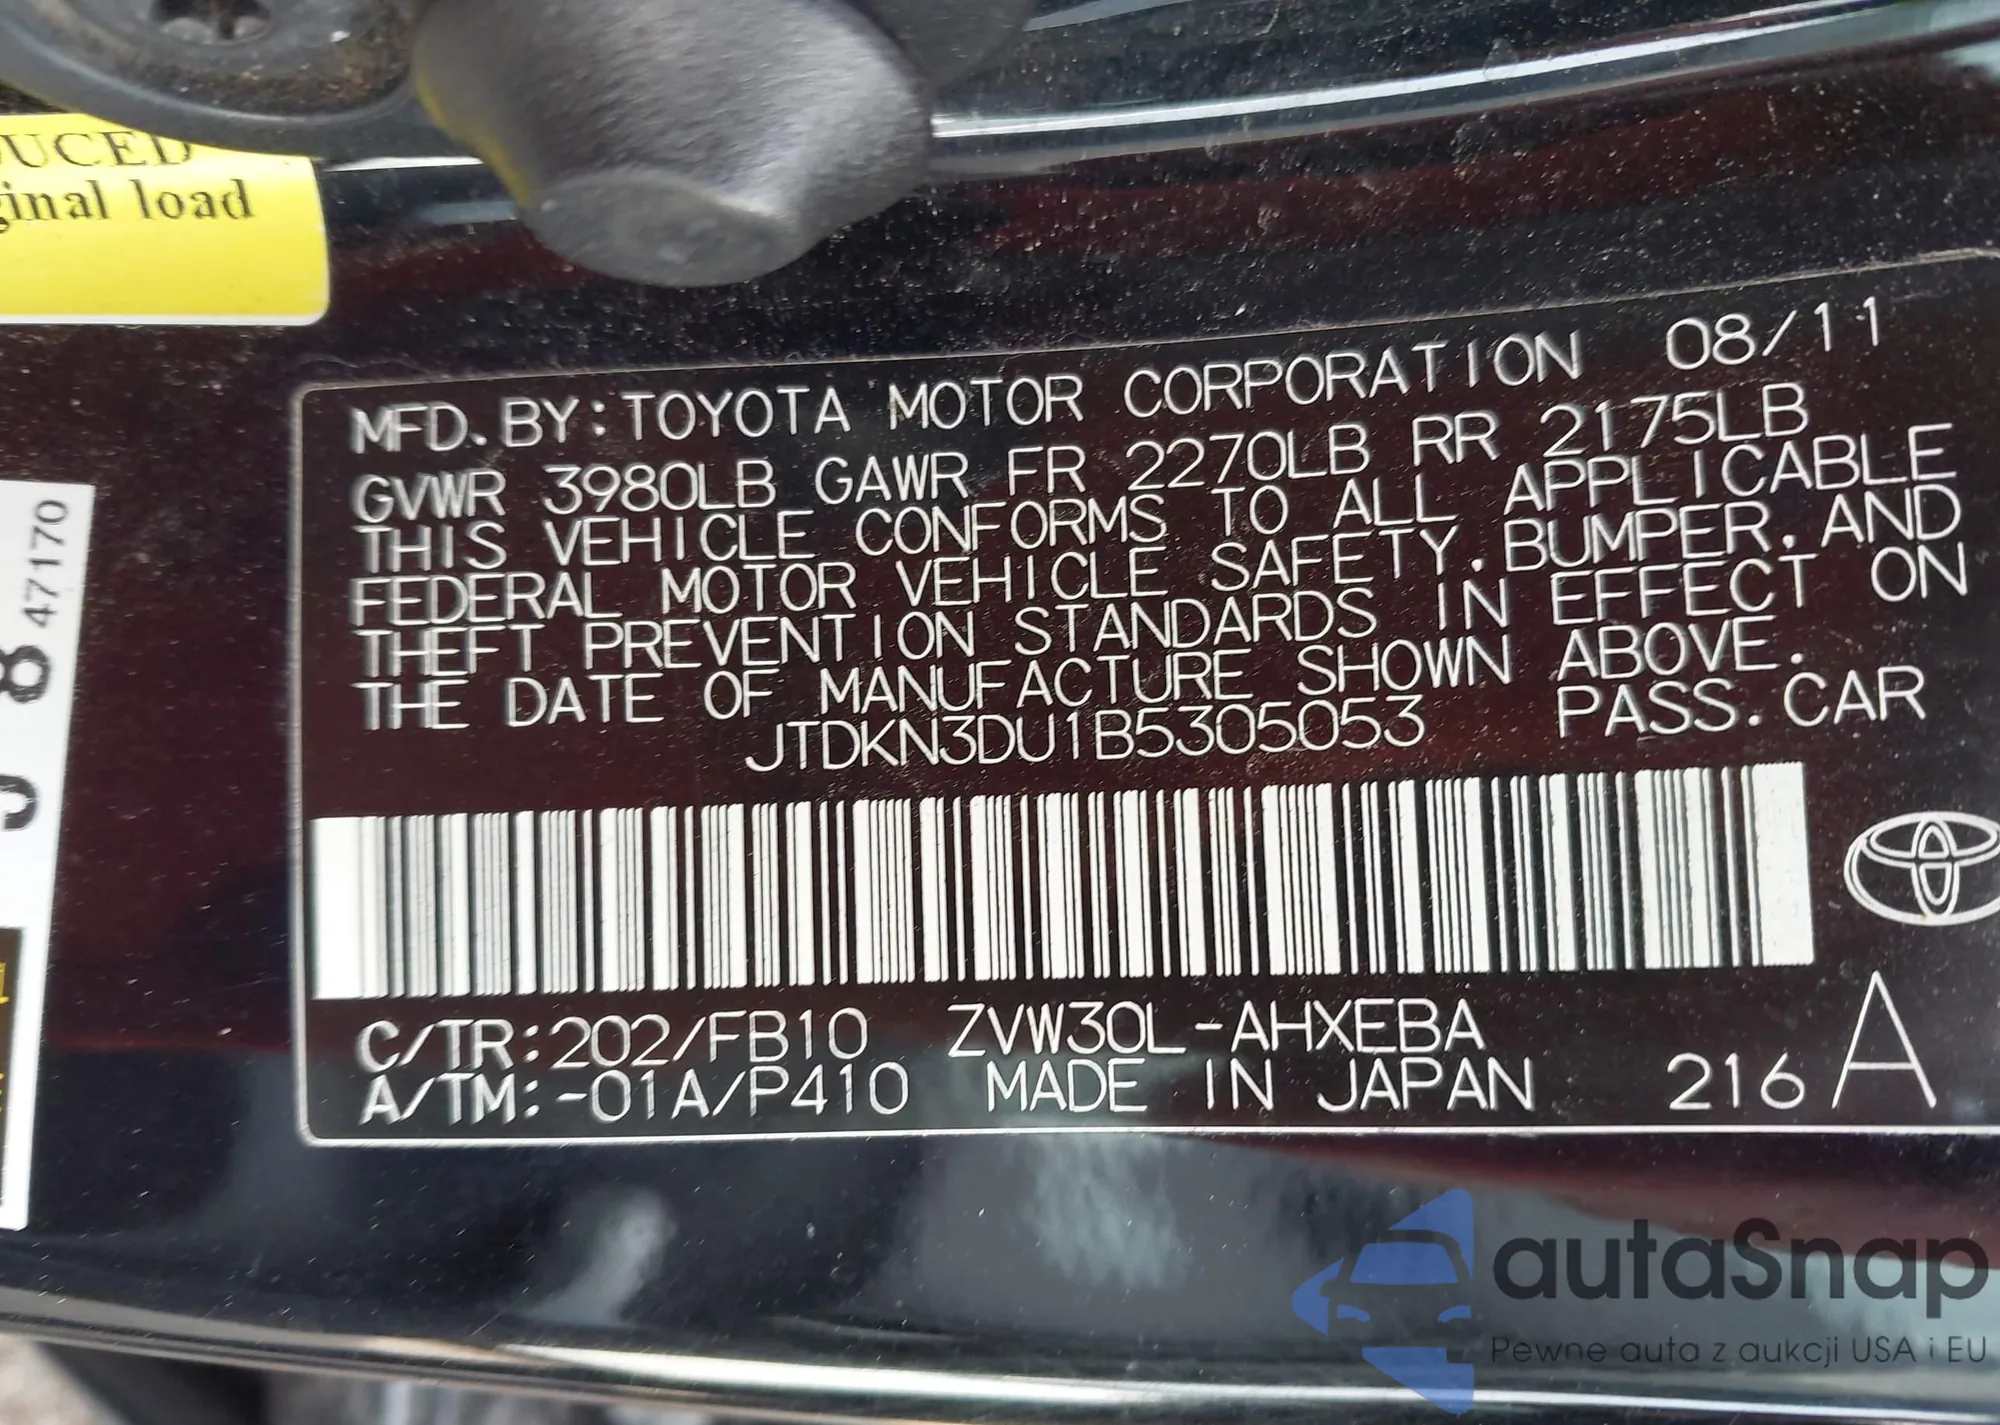 UCED
ginal load
8 47170
MFD. BY: TOYOTA MOTOR CORPORATION 08/11
GVWR 3980LB GAWR FR 2270LB RR 2175LB
THIS VEHICLE CONFORMS TO ALL APPLICABLE
FEDERAL MOTOR VEHICLE SAFETY, BUMPER, AND
THEFT PREVENTION STANDARDS IN EFFECT ON
THE DATE OF MANUFACTURE SHOWN ABOVE.
JTDKN3DU1B5305053 PASS. CAR
C/TR: 202/FB10 ZVW30L-AHXEBA
A/TM: -01A/P410 MADE IN JAPAN 216 A
autaSnap
Pewne auta z aukcji USA i EU